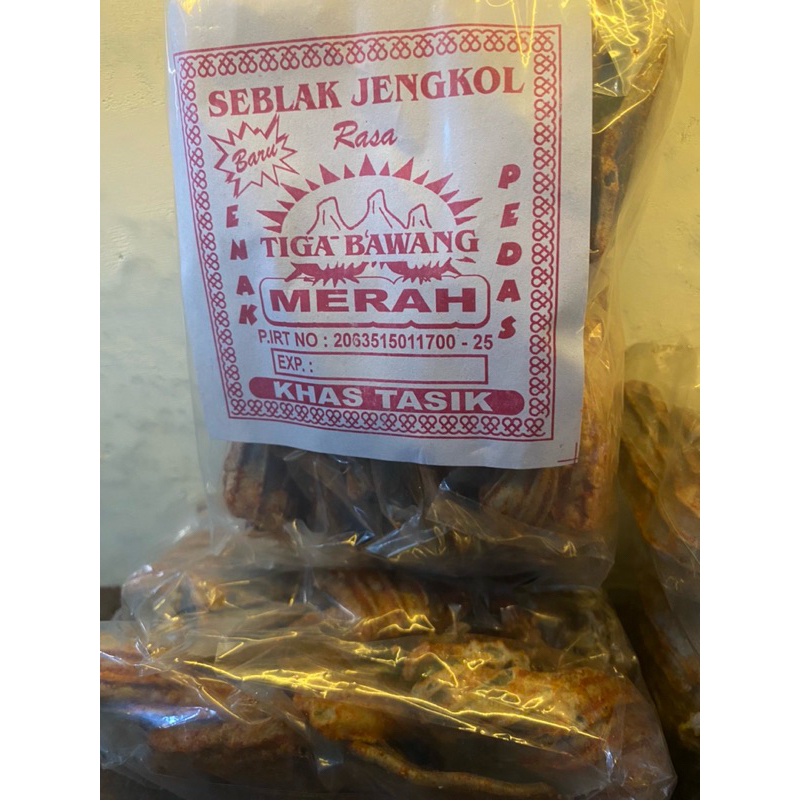 SEBLAK JENGKOL
Baru
Rasa
ENAK
PEDAS
TIGA BAWANG
MERAH
P.IRT NO : 2063515011700 - 25
EXP. :
KHAS TASIK